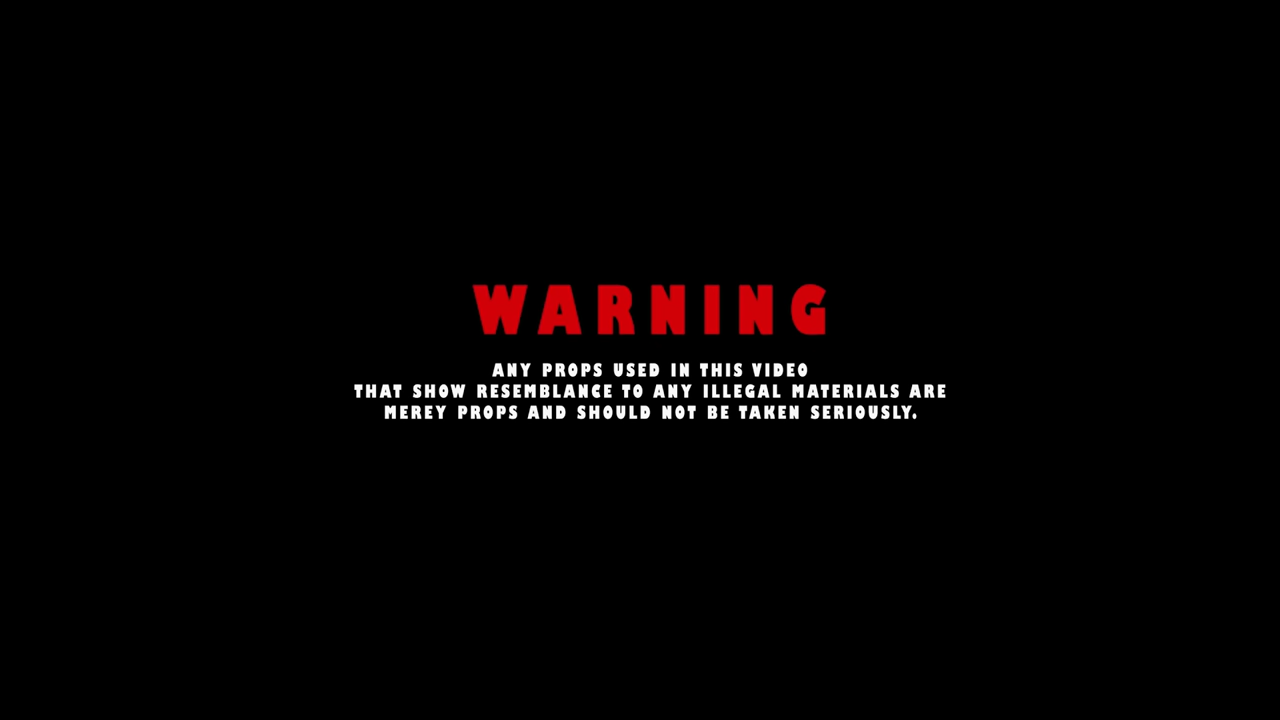 WARNING
ANY PROPS USED IN THIS VIDEO
THAT SHOW RESEMBLANCE TO ANY ILLEGAL MATERIALS ARE
MEREY PROPS AND SHOULD NOT BE TAKEN SERIOUSLY.